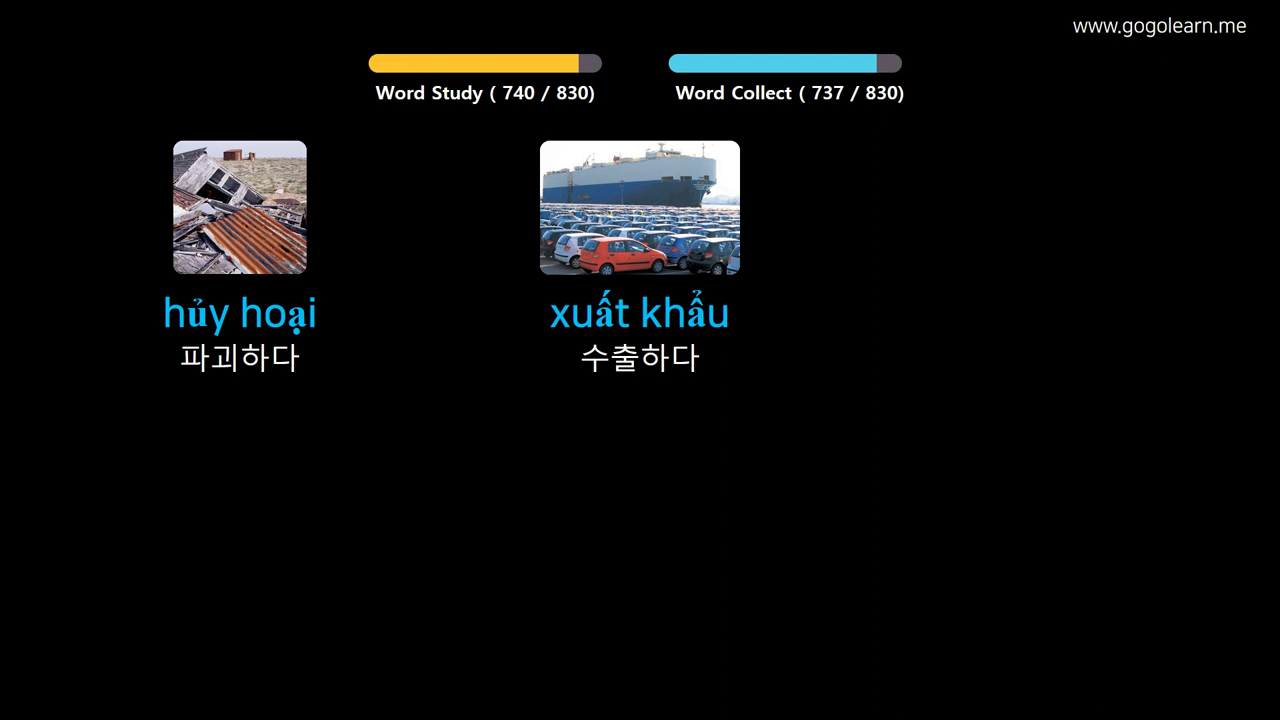 www.gogolearn.me
Word Study ( 740 / 830)
Word Collect ( 737 / 830)
hủy hoại
파괴하다
xuất khẩu
수출하다